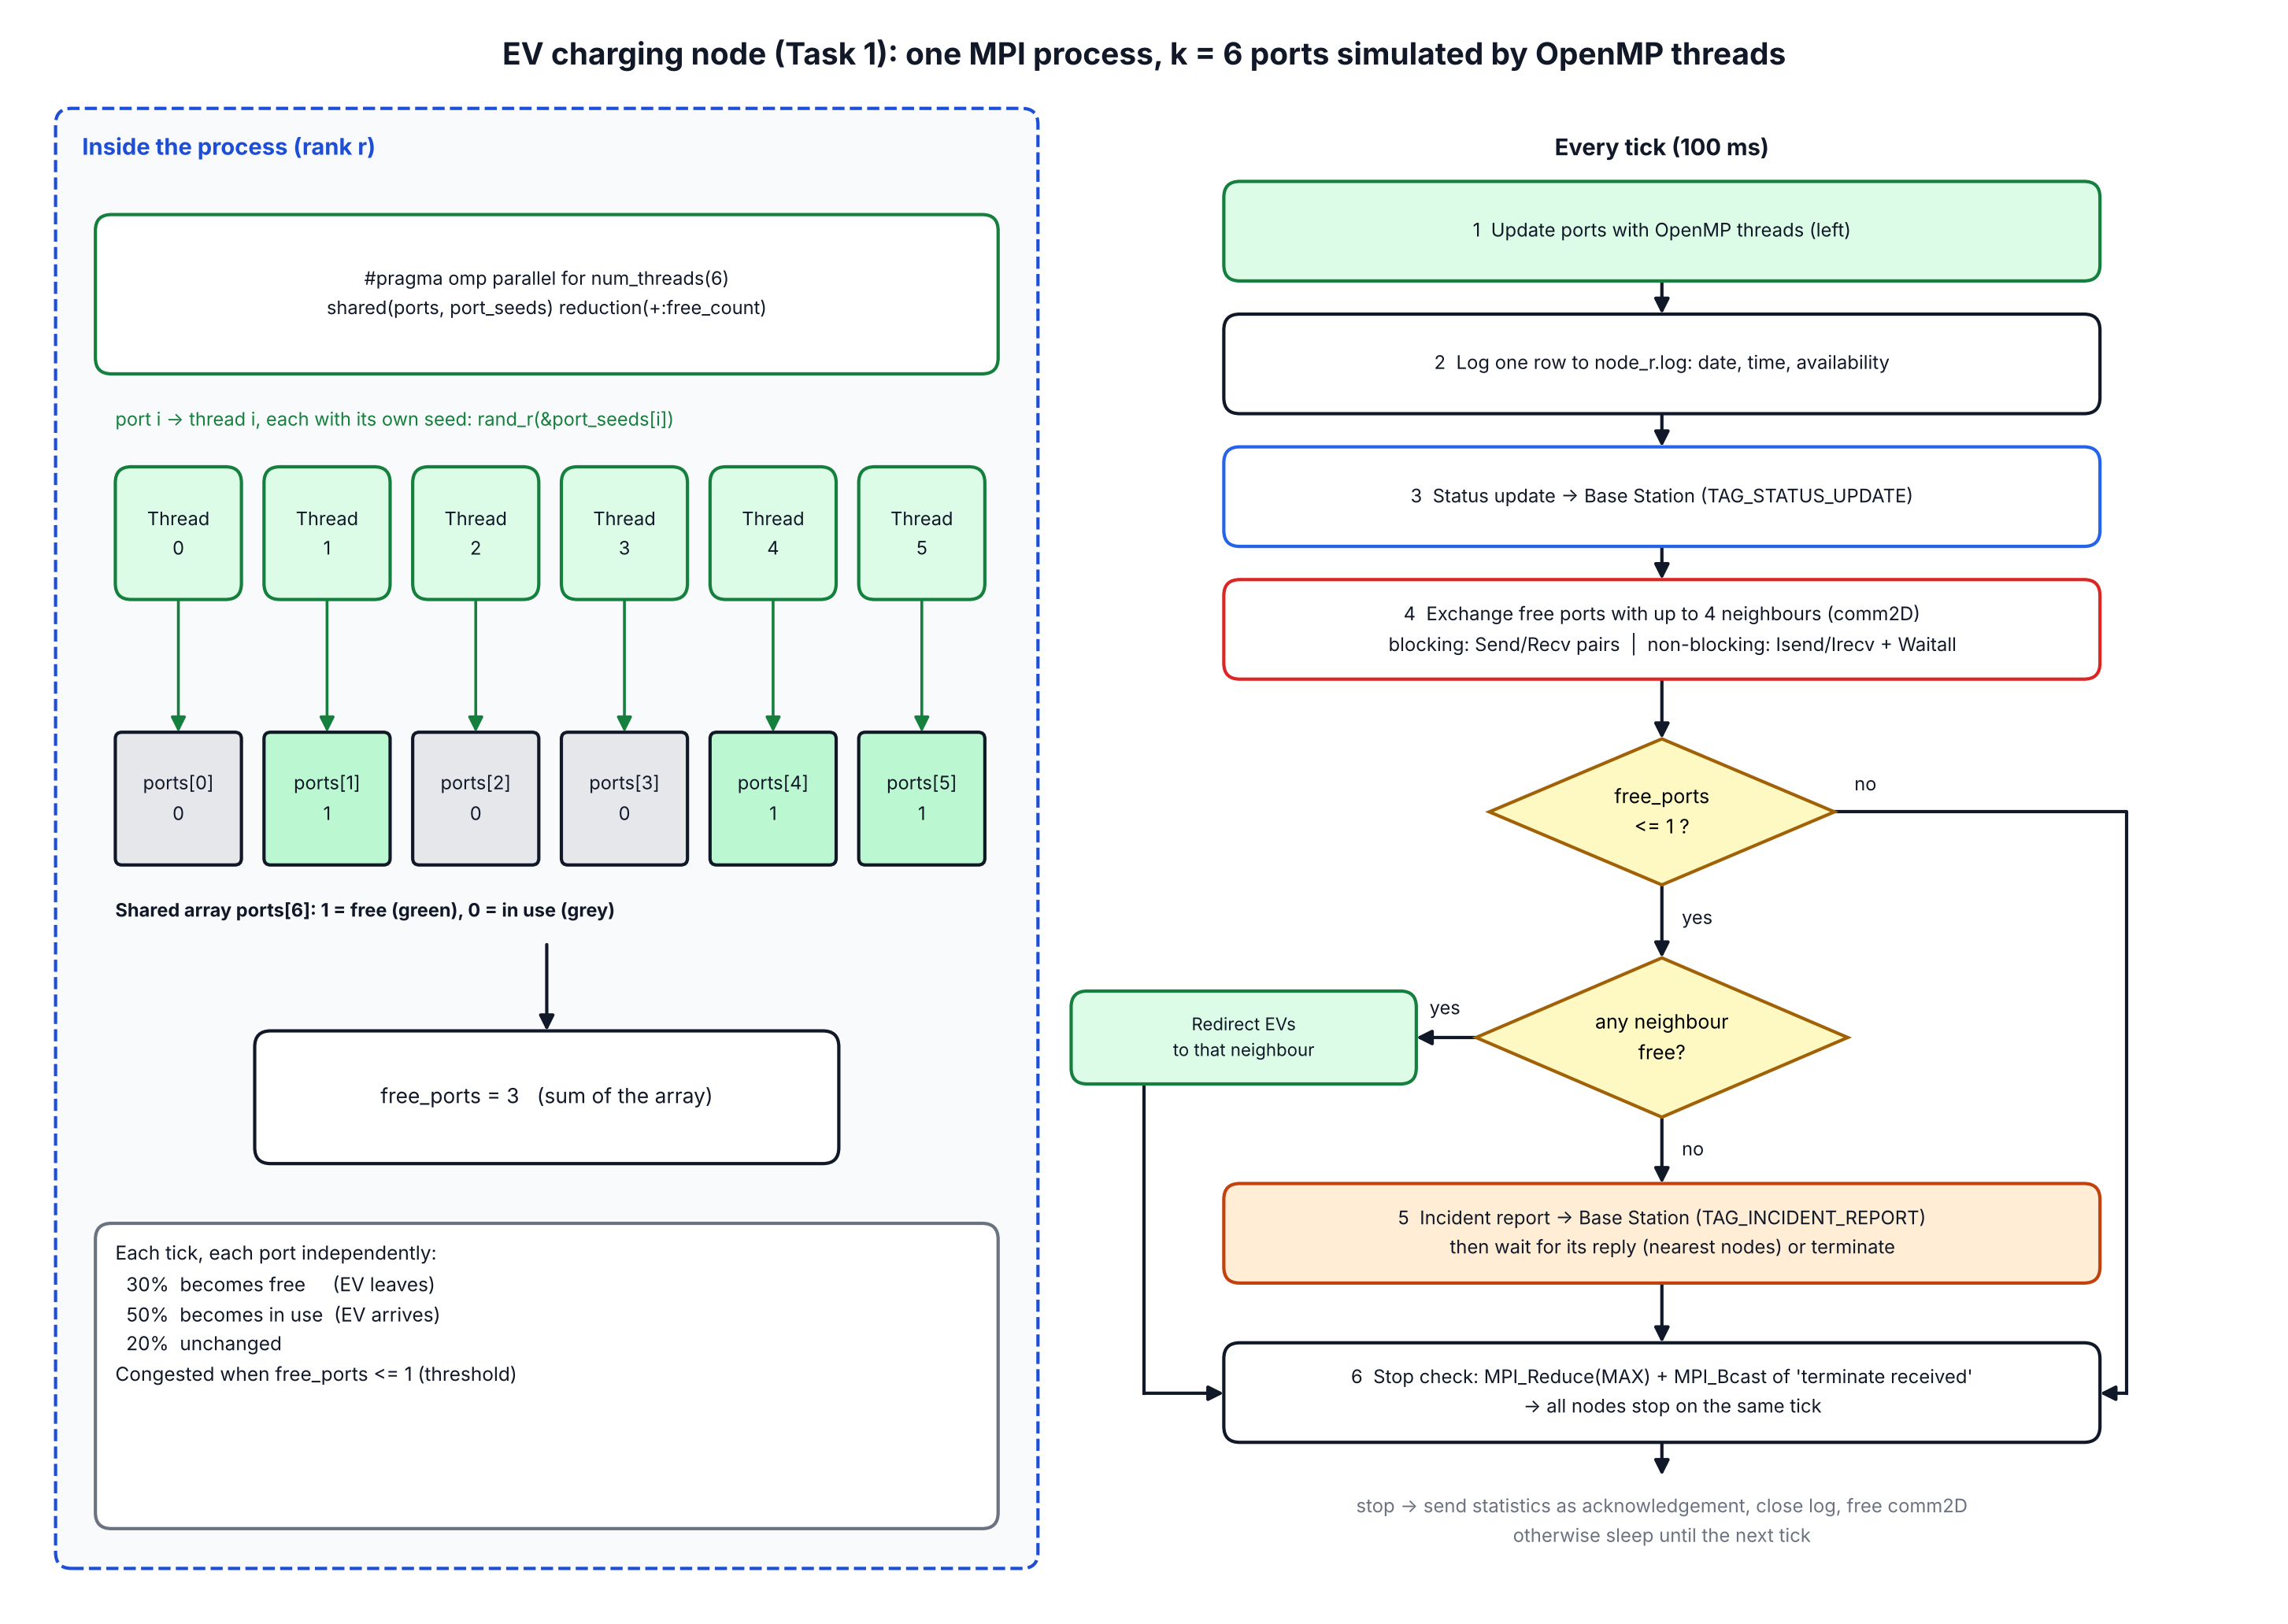 EV charging node (Task 1): one MPI process, k = 6 ports simulated by OpenMP threads
Inside the process (rank r)
#pragma omp parallel for num_threads(6)
shared(ports, port_seeds) reduction(+:free_count)
port i → thread i, each with its own seed: rand_r(&port_seeds[i])
Thread
0
Thread
1
Thread
2
Thread
3
Thread
4
Thread
5
ports[0]
0
ports[1]
1
ports[2]
0
ports[3]
0
ports[4]
1
ports[5]
1
Shared array ports[6]: 1 = free (green), 0 = in use (grey)
free_ports = 3 (sum of the array)
Each tick, each port independently:
30% becomes free (EV leaves)
50% becomes in use (EV arrives)
20% unchanged
Congested when free_ports <= 1 (threshold)
Every tick (100 ms)
1 Update ports with OpenMP threads (left)
2 Log one row to node_r.log: date, time, availability
3 Status update → Base Station (TAG_STATUS_UPDATE)
4 Exchange free ports with up to 4 neighbours (comm2D)
blocking: Send/Recv pairs | non-blocking: Isend/Irecv + Waitall
free_ports
<= 1 ?
no
yes
any neighbour
free?
yes
Redirect EVs
to that neighbour
no
5 Incident report → Base Station (TAG_INCIDENT_REPORT)
then wait for its reply (nearest nodes) or terminate
6 Stop check: MPI_Reduce(MAX) + MPI_Bcast of 'terminate received'
→ all nodes stop on the same tick
stop → send statistics as acknowledgement, close log, free comm2D
otherwise sleep until the next tick